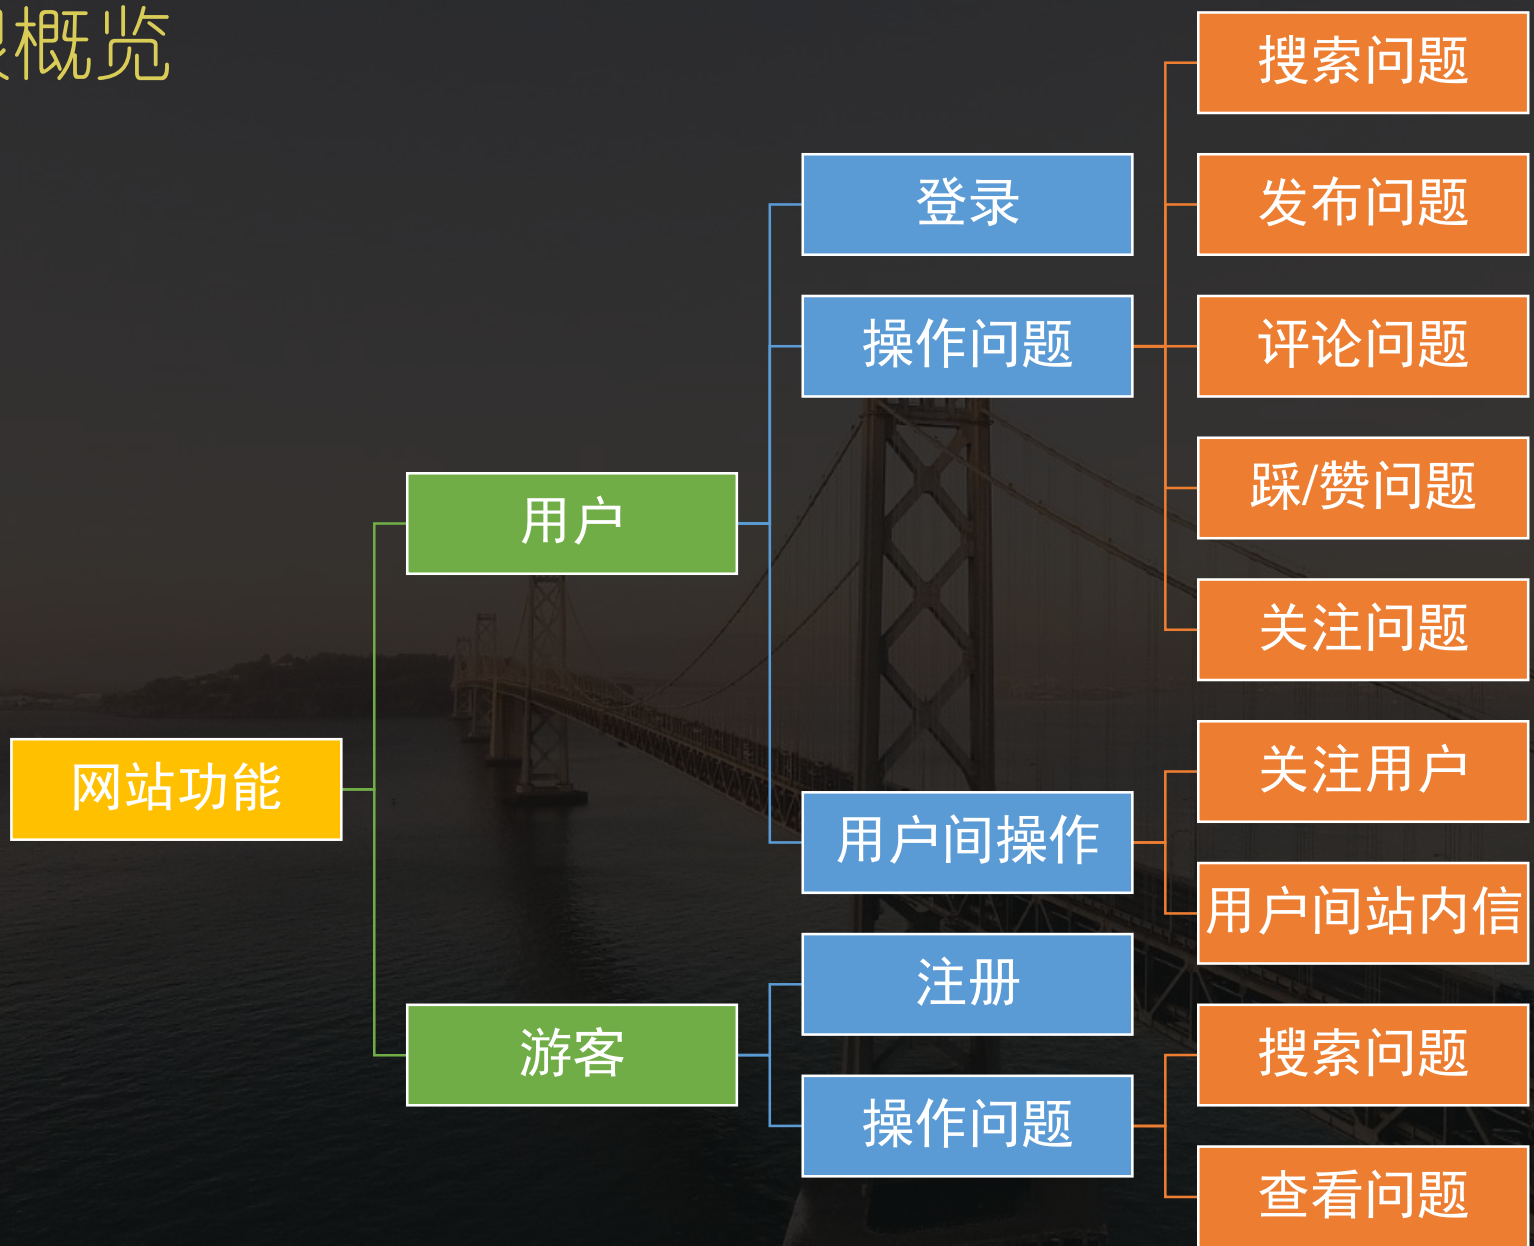 概览
搜索问题
发布问题
登录
操作问题
评论问题
踩/赞问题
用户
关注问题
网站功能
关注用户
用户间操作
用户间站内信
注册
游客
搜索问题
操作问题
查看问题